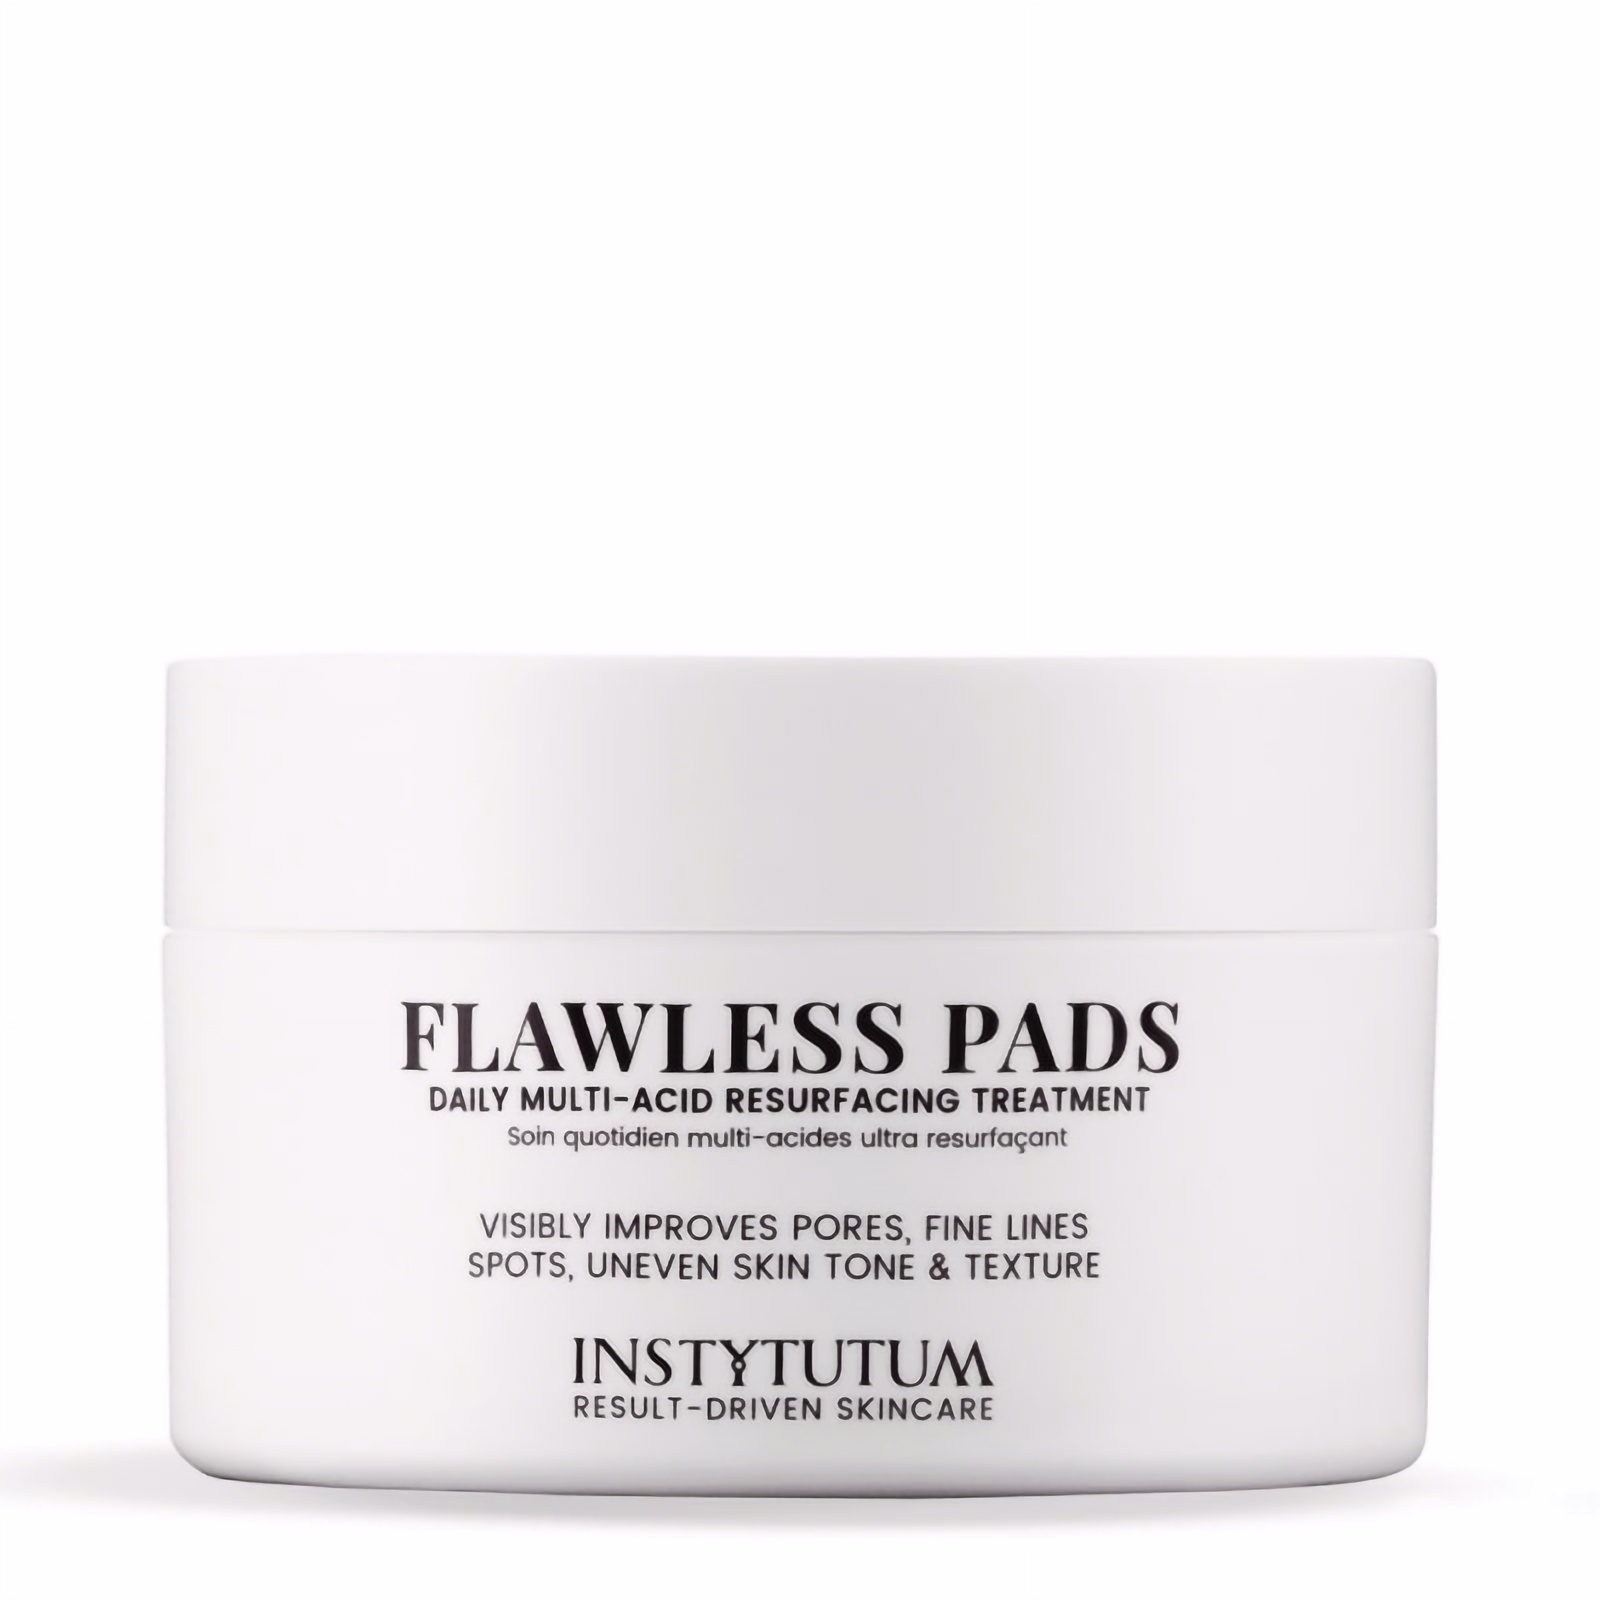 FLAWLESS PADS
DAILY MULTI-ACID RESURFACING TREATMENT
Soin quotidien multi-acides ultra resurfaçant
VISIBLY IMPROVES PORES, FINE LINES
SPOTS, UNEVEN SKIN TONE & TEXTURE
INSTYTUTUM
RESULT-DRIVEN SKINCARE